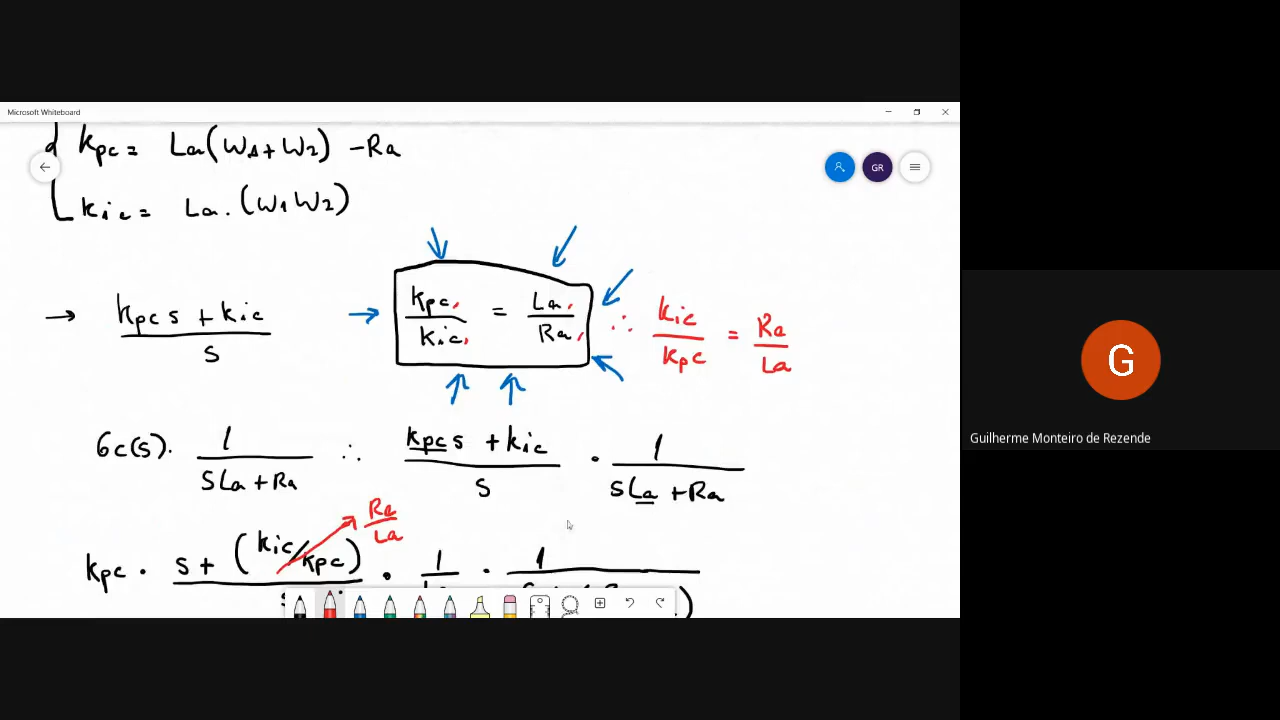 Microsoft Whiteboard
kpc = La(W1+W2) -Ra
kic = La.(W1W2)
GR
→ kpcs + kic / s → kpc / kic = La / Ra ∴ kic / kpc = Ra / La
Gc(s). 1 / sLa + Ra ∴ kpcs + kic / s . 1 / sLa + Ra
Ra / La
kpc . s + (kic/kpc) . 1 . 1
G
Guilherme Monteiro de Rezende